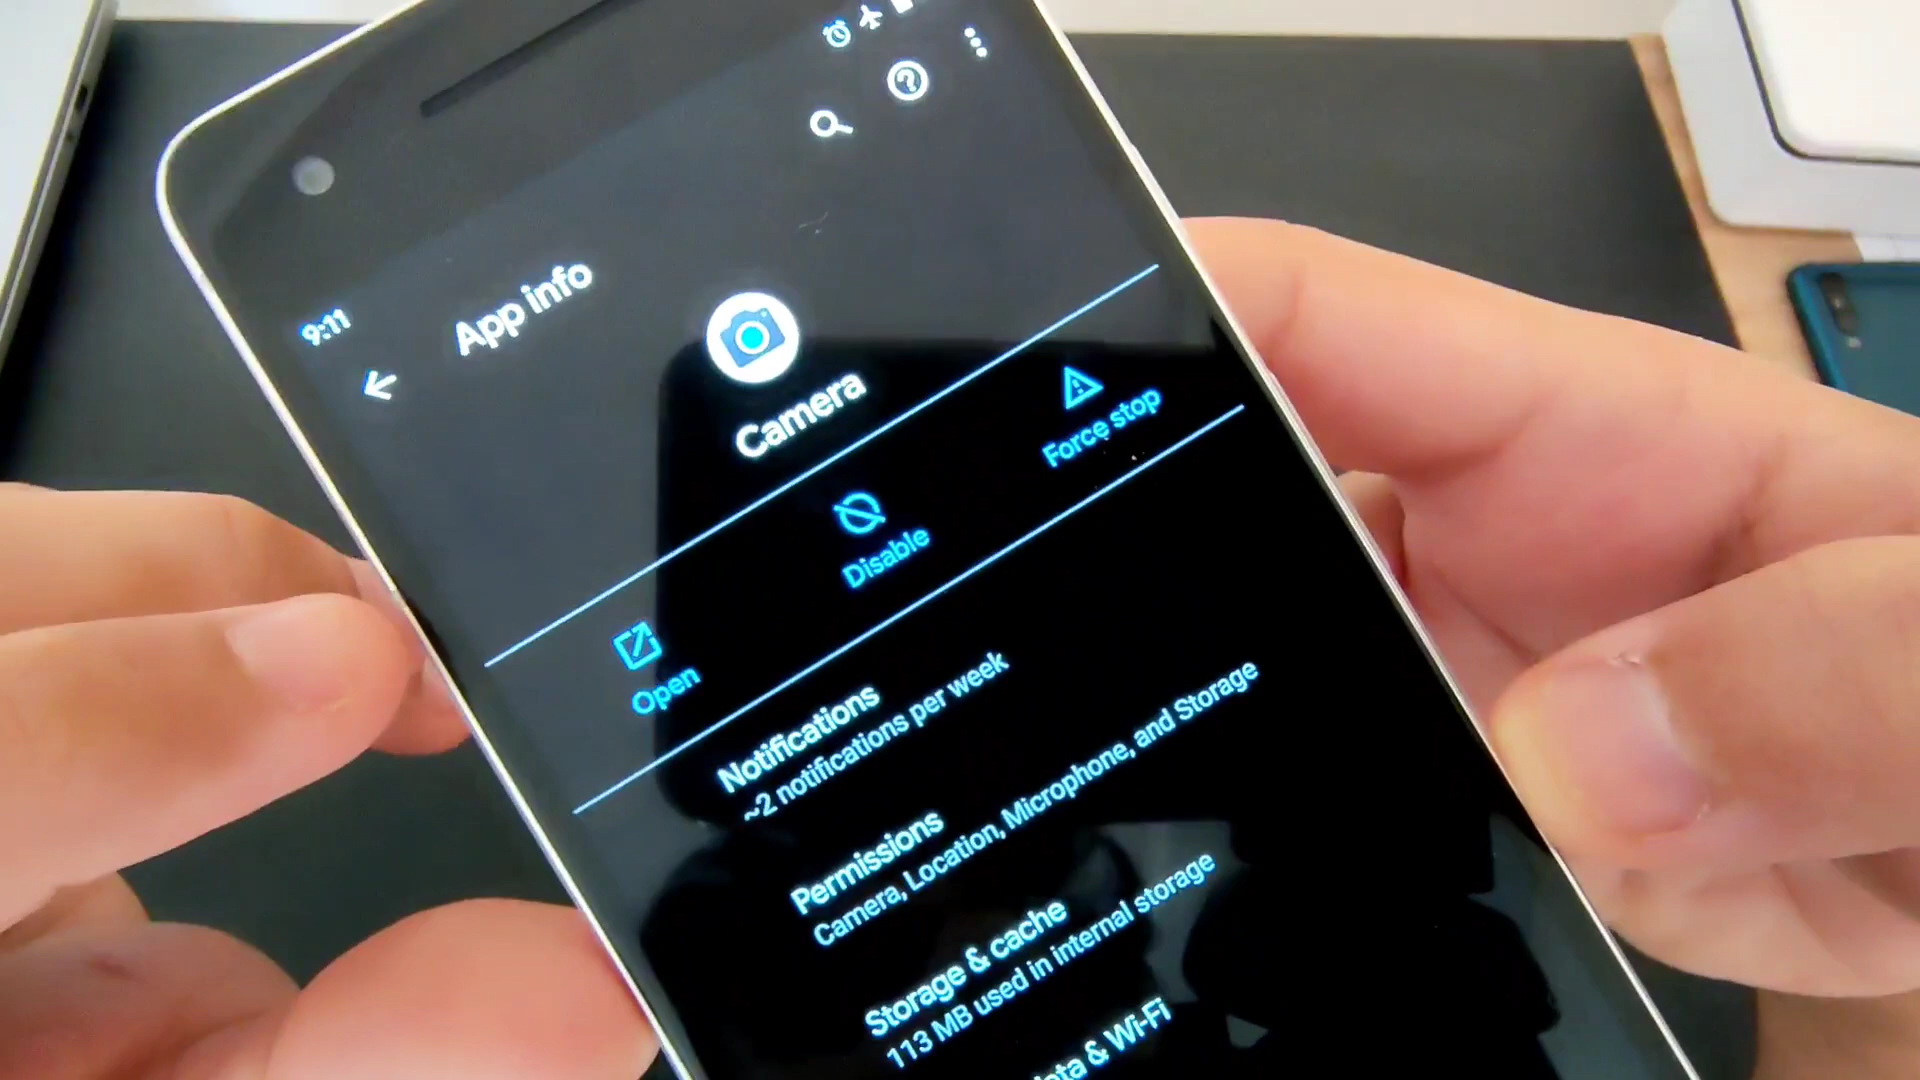 9:11
App info
Camera
Open
Disable
Force stop
Notifications
~2 notifications per week
Permissions
Camera, Location, Microphone, and Storage
Storage & cache
113 MB used in internal storage
& Wi-Fi